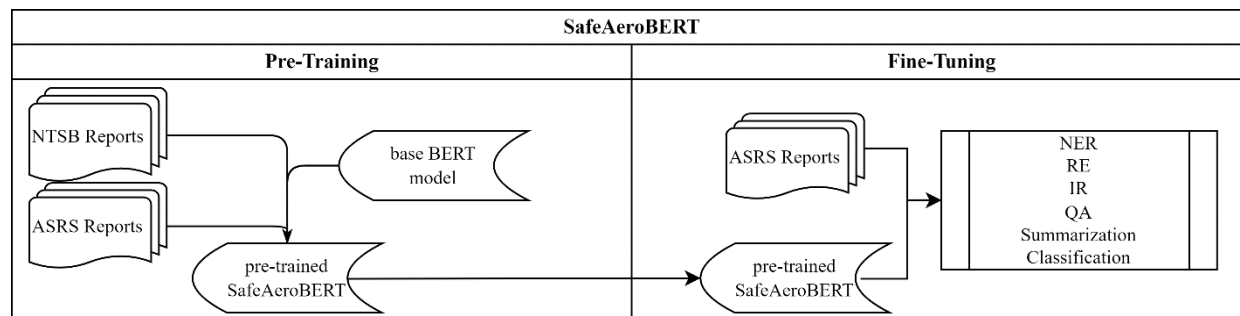 SafeAeroBERT
Pre-Training
Fine-Tuning
NTSB Reports
ASRS Reports
base BERT
model
pre-trained
SafeAeroBERT
ASRS Reports
pre-trained
SafeAeroBERT
NER
RE
IR
QA
Summarization
Classification